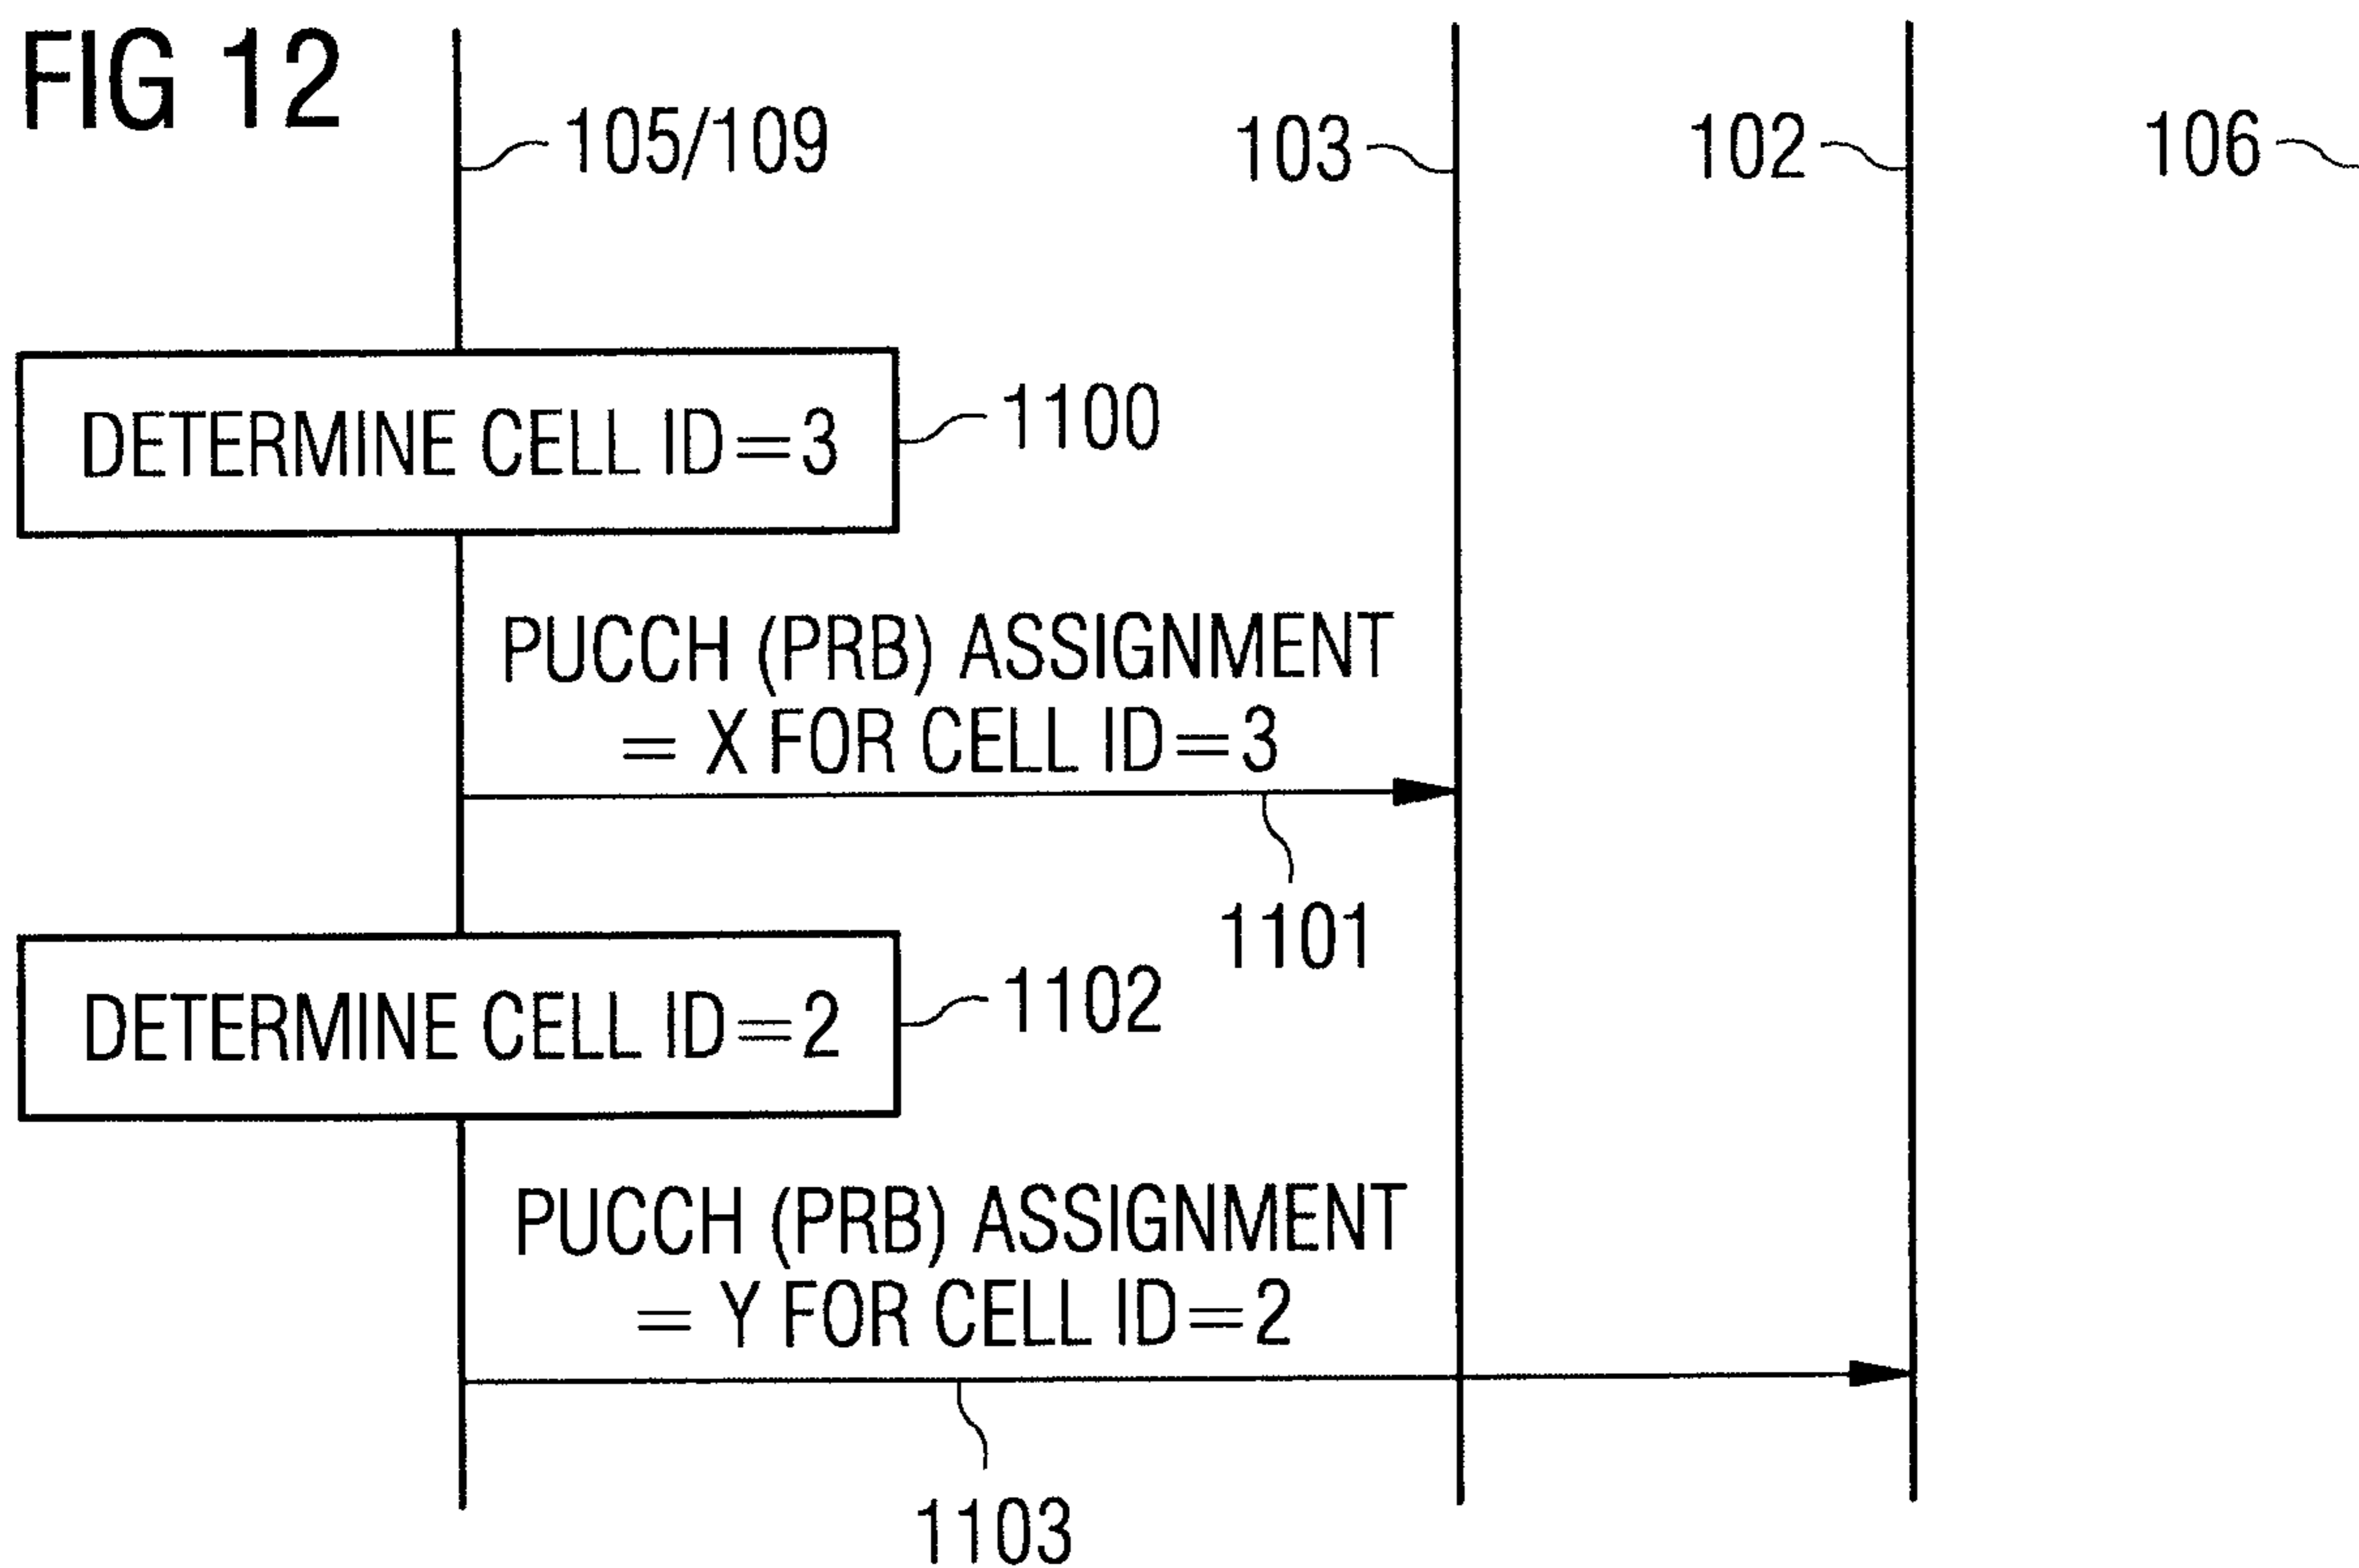 FIG 12
105/109
103
102
106
DETERMINE CELL ID=3
1100
PUCCH (PRB) ASSIGNMENT
= X FOR CELL ID=3
1101
DETERMINE CELL ID=2
1102
PUCCH (PRB) ASSIGNMENT
= Y FOR CELL ID=2
1103